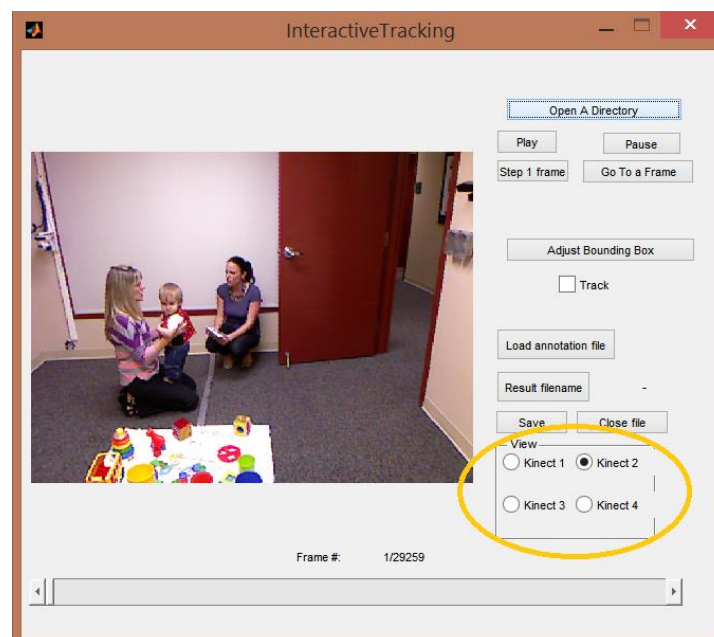 InteractiveTracking
Open A Directory
Play Pause
Step 1 frame Go To a Frame
Adjust Bounding Box
Track
Load annotation file
Result filename -
Save Close file
View
Kinect 1 Kinect 2
Kinect 3 Kinect 4
Frame #: 1/29259